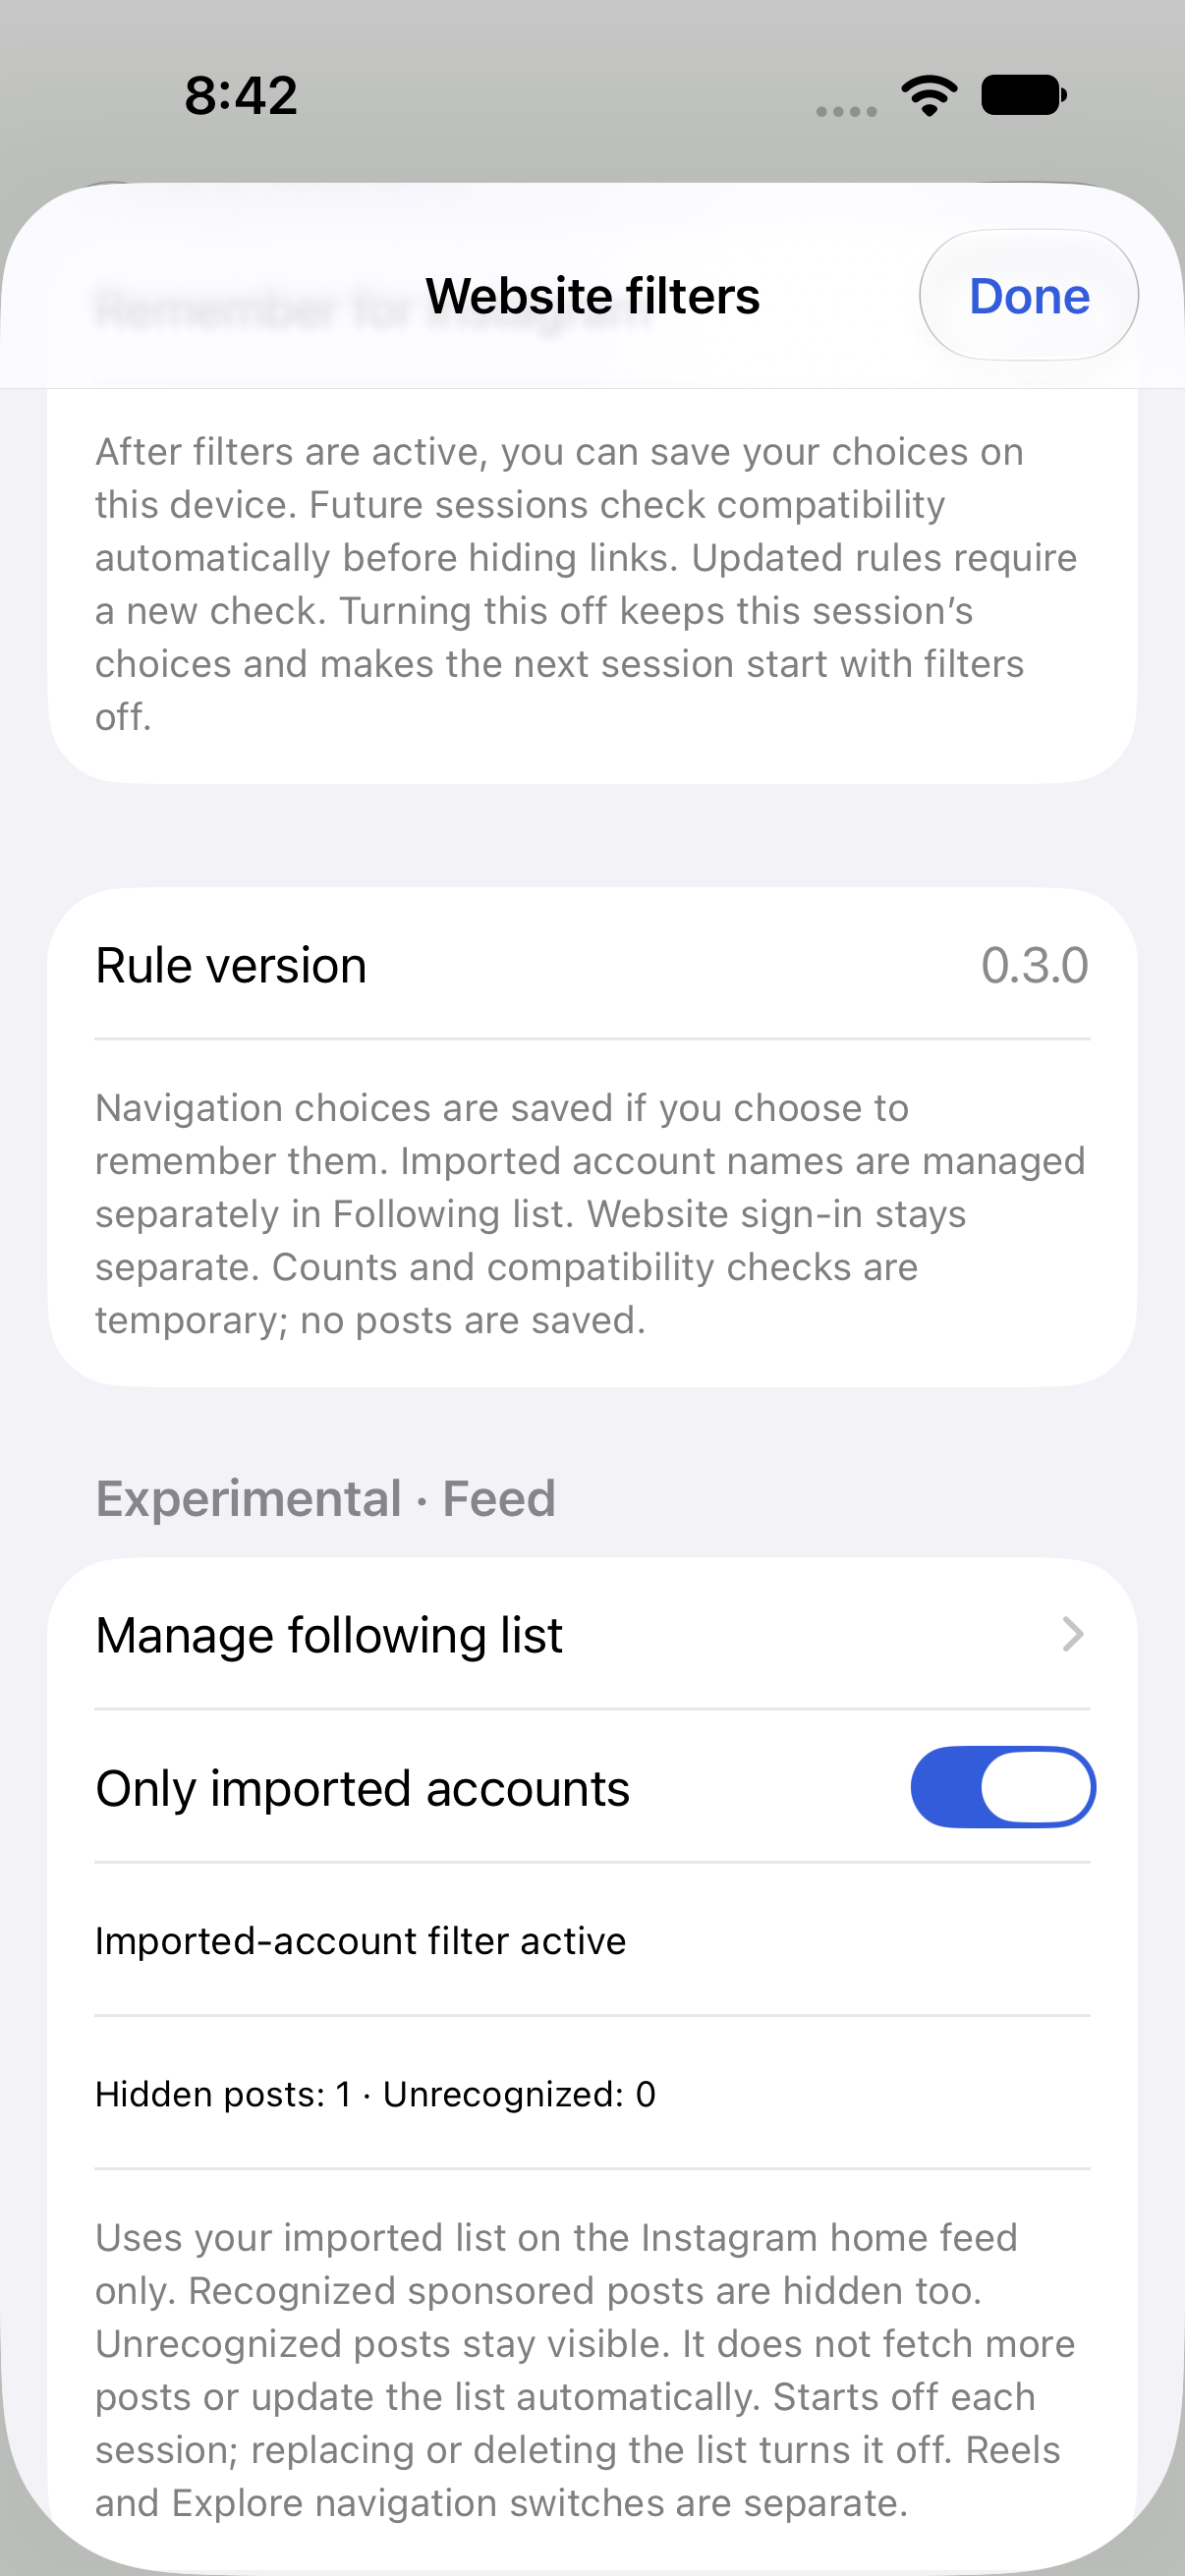 8:42
Remember for Instagram
Website filters
Done
After filters are active, you can save your choices on
this device. Future sessions check compatibility
automatically before hiding links. Updated rules require
a new check. Turning this off keeps this session’s
choices and makes the next session start with filters
off.
Rule version
0.3.0
Navigation choices are saved if you choose to
remember them. Imported account names are managed
separately in Following list. Website sign-in stays
separate. Counts and compatibility checks are
temporary; no posts are saved.
Experimental · Feed
Manage following list
Only imported accounts
Imported-account filter active
Hidden posts: 1 · Unrecognized: 0
Uses your imported list on the Instagram home feed
only. Recognized sponsored posts are hidden too.
Unrecognized posts stay visible. It does not fetch more
posts or update the list automatically. Starts off each
session; replacing or deleting the list turns it off. Reels
and Explore navigation switches are separate.